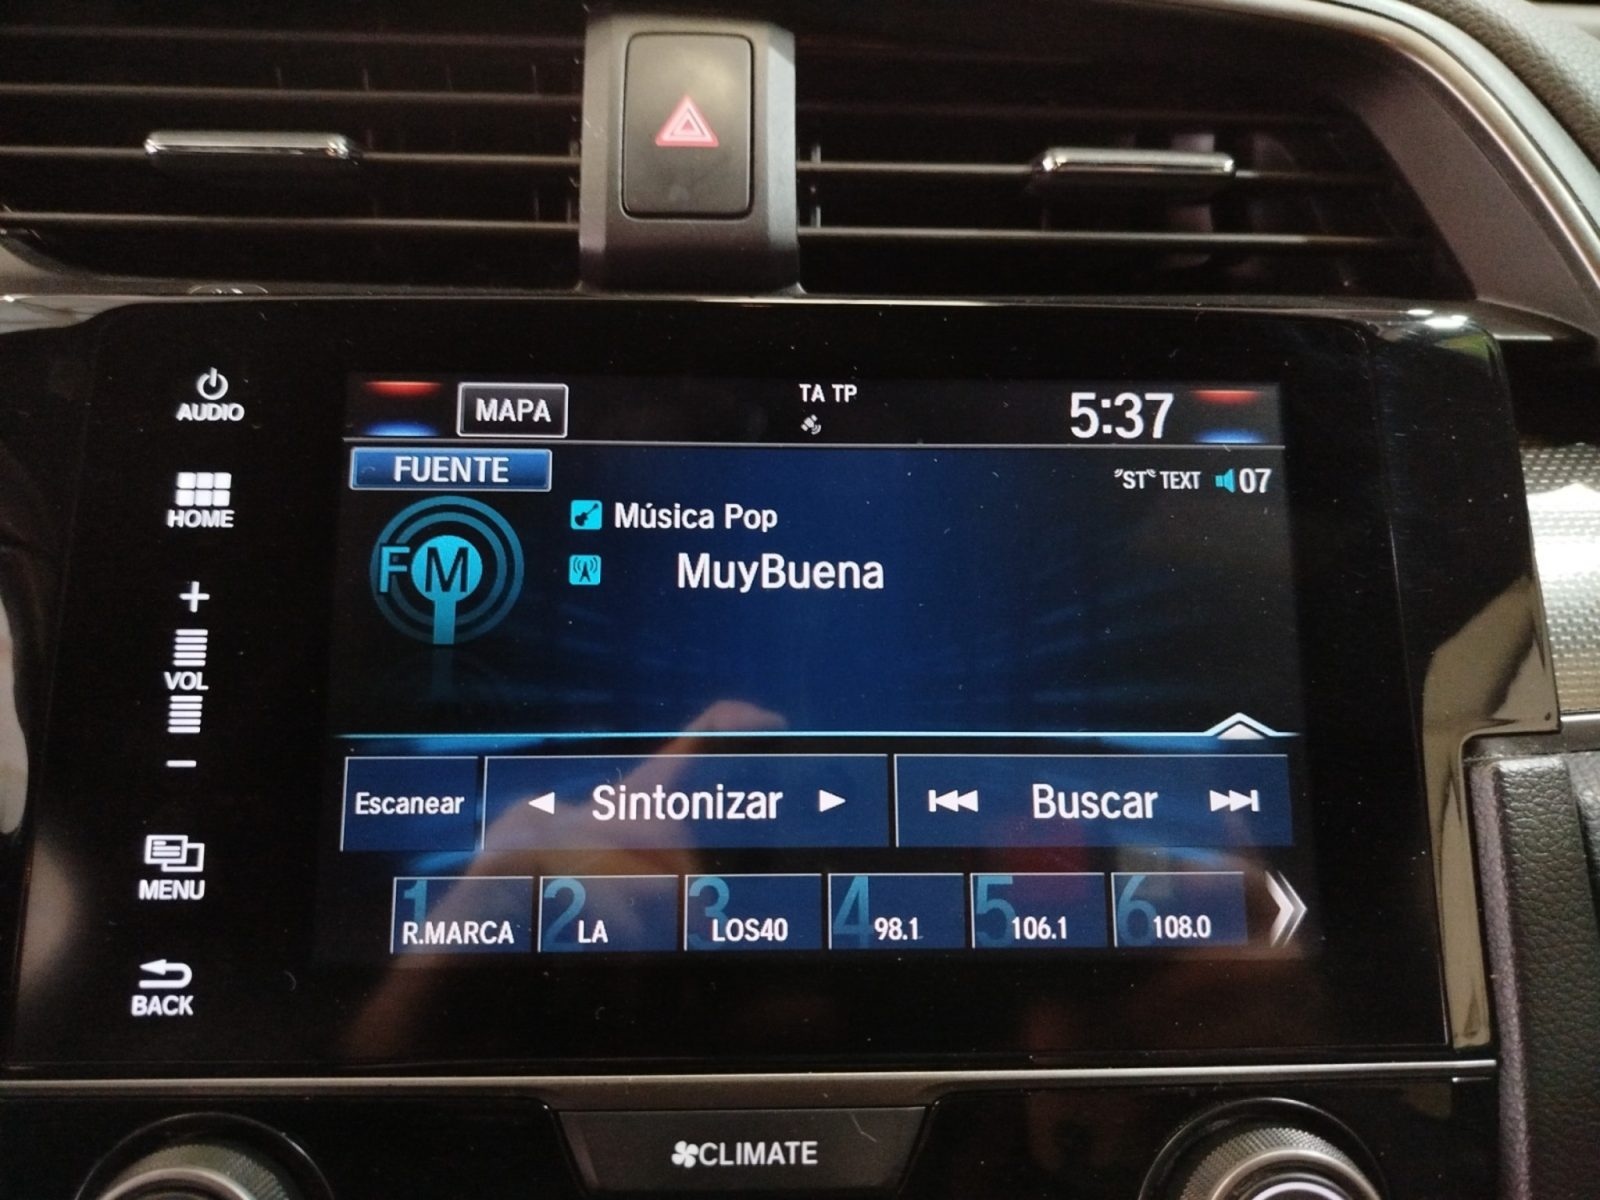 AUDIO
MAPA
TA TP
5:37
FUENTE
"ST" TEXT
07
HOME
Música Pop
FM
MuyBuena
+
VOL
-
Escanear
Sintonizar
Buscar
MENU
1 R.MARCA
2 LA
3 LOS40
4 98.1
5 106.1
6 108.0
BACK
CLIMATE